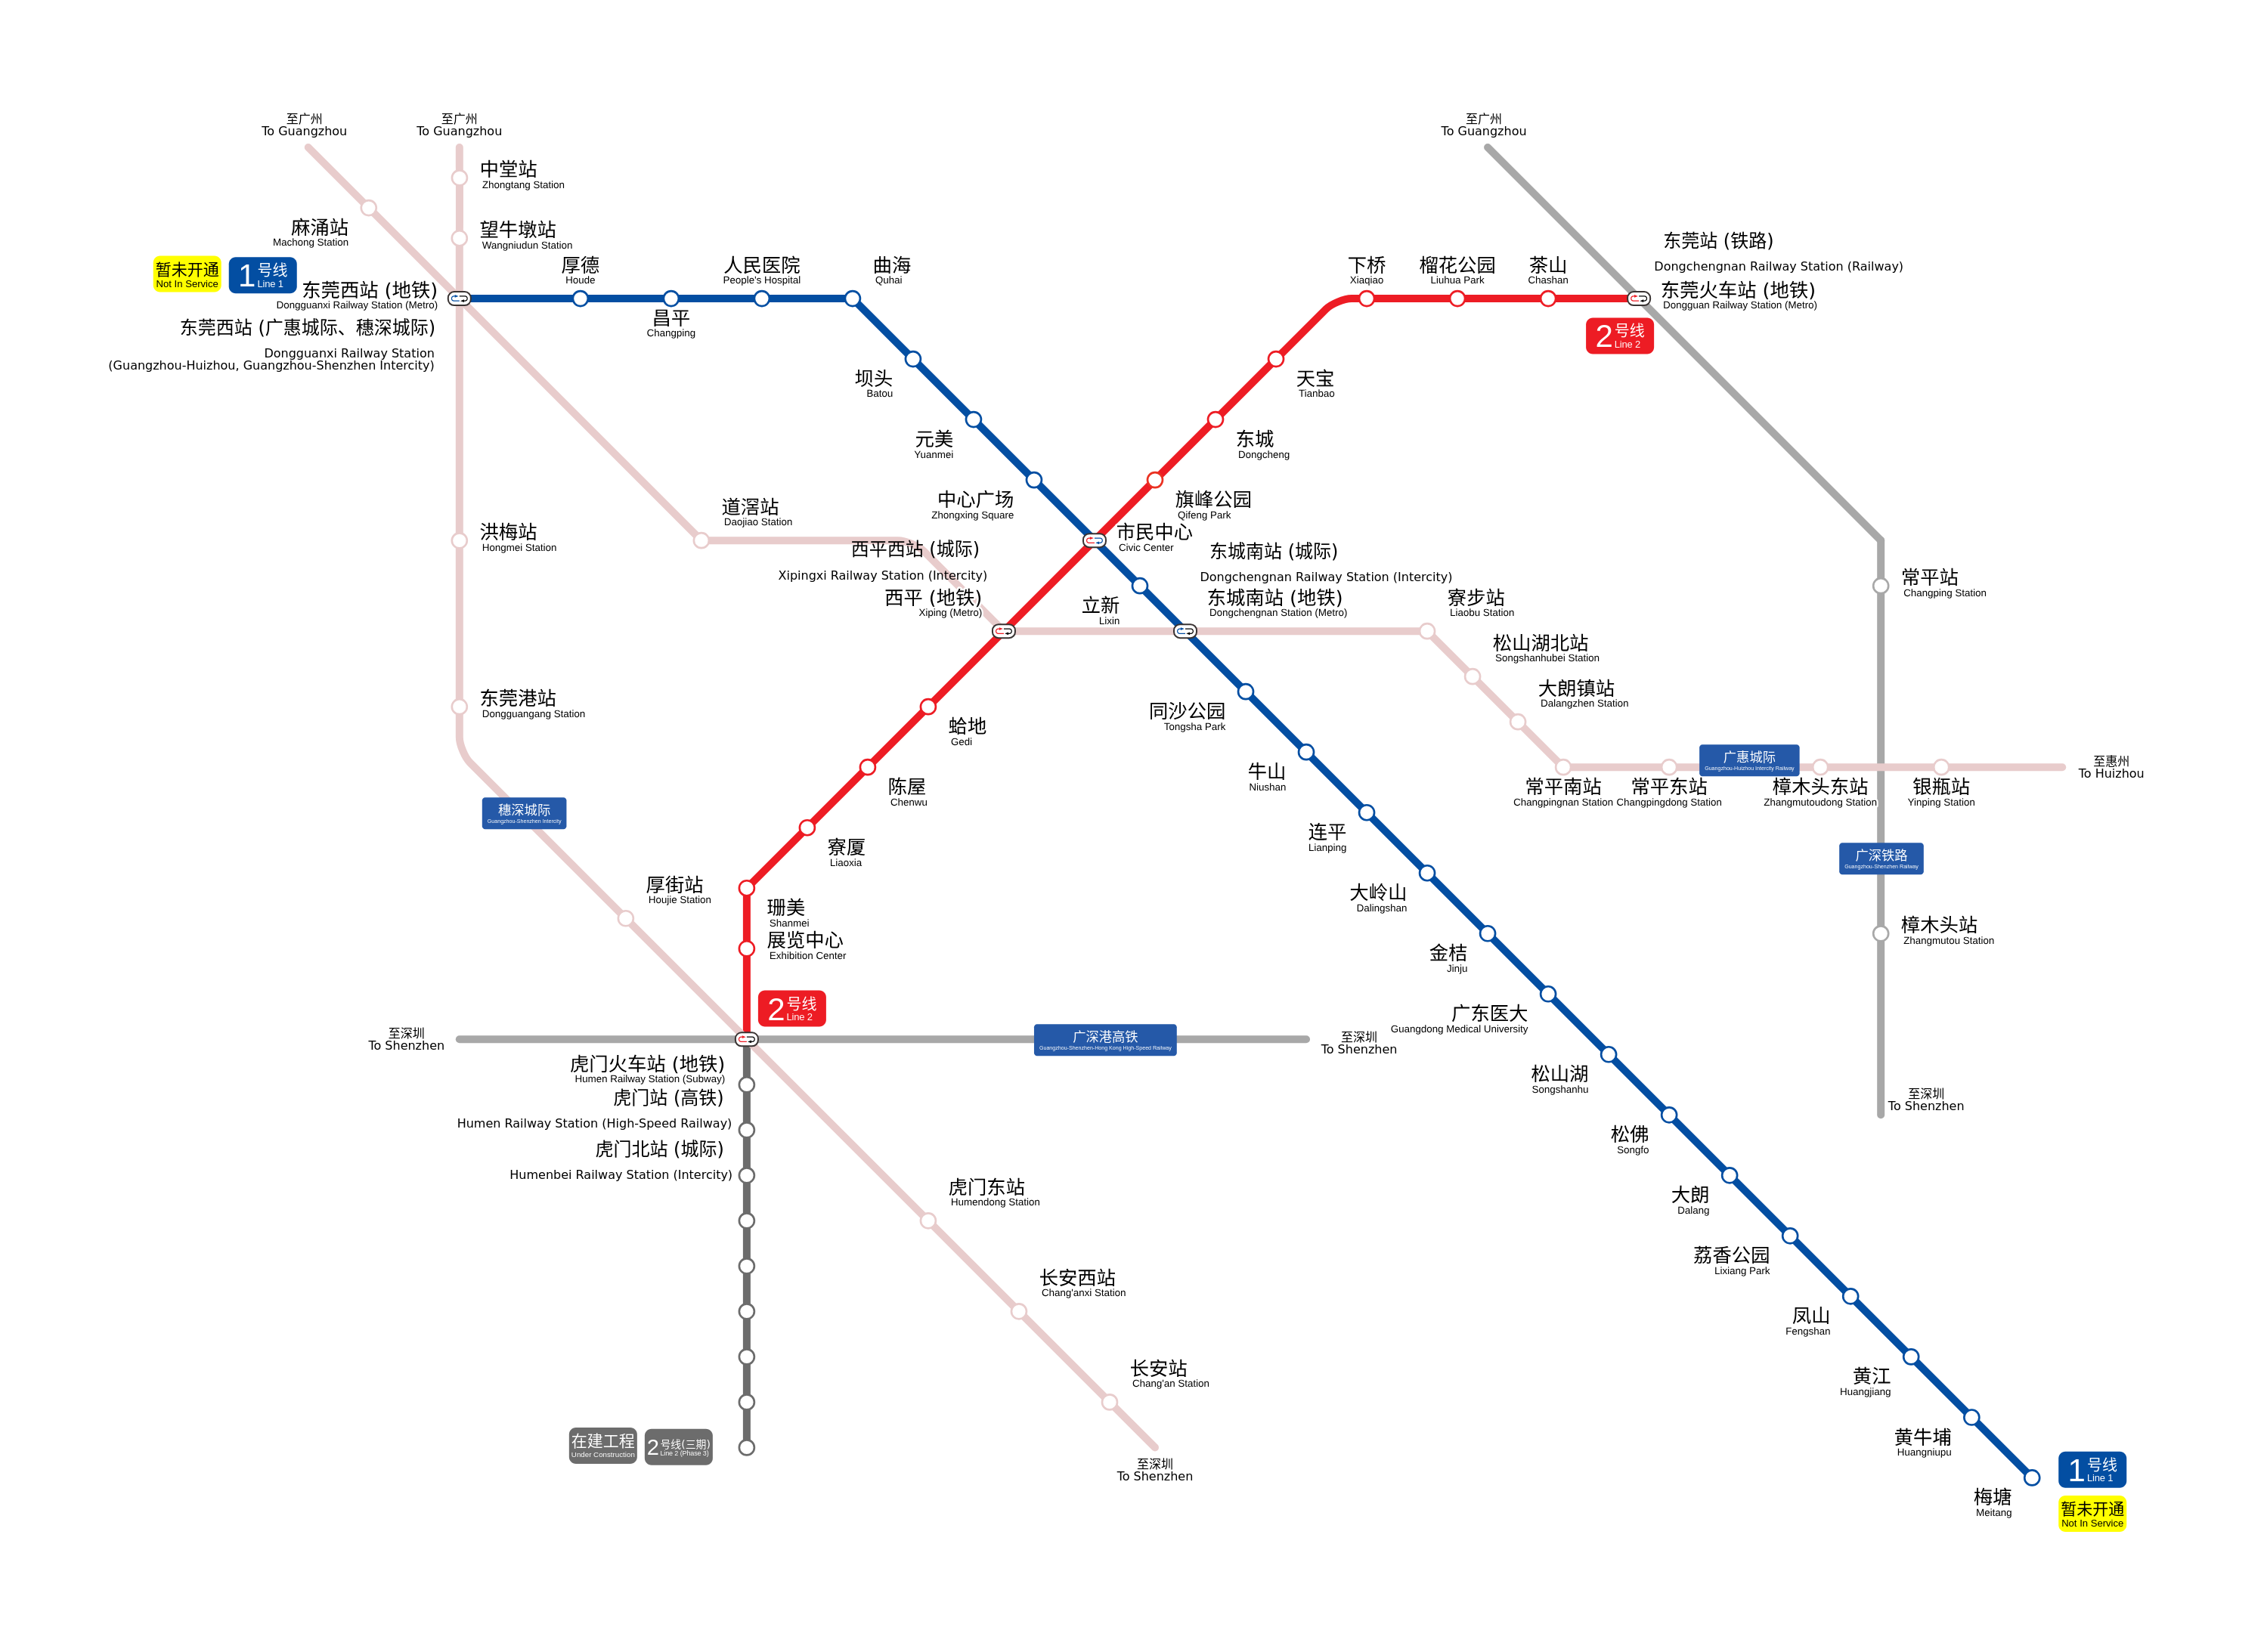 至广州
To Guangzhou
至广州
To Guangzhou
至广州
To Guangzhou
中堂站
Zhongtang Station
麻涌站
Machong Station
望牛墩站
Wangniudun Station
暂未开通
Not In Service
1号线
Line 1
东莞西站 (地铁)
Dongguanxi Railway Station (Metro)
东莞西站 (广惠城际、穗深城际)
Dongguanxi Railway Station
(Guangzhou-Huizhou, Guangzhou-Shenzhen Intercity)
厚德
Houde
昌平
Changping
人民医院
People's Hospital
曲海
Quhai
坝头
Batou
元美
Yuanmei
中心广场
Zhongxing Square
下桥
Xiaqiao
榴花公园
Liuhua Park
茶山
Chashan
东莞站 (铁路)
Dongchengnan Railway Station (Railway)
东莞火车站 (地铁)
Dongguan Railway Station (Metro)
2号线
Line 2
天宝
Tianbao
东城
Dongcheng
旗峰公园
Qifeng Park
市民中心
Civic Center
道滘站
Daojiao Station
洪梅站
Hongmei Station
西平西站 (城际)
Xipingxi Railway Station (Intercity)
西平 (地铁)
Xiping (Metro)
立新
Lixin
东城南站 (城际)
Dongchengnan Railway Station (Intercity)
东城南站 (地铁)
Dongchengnan Station (Metro)
寮步站
Liaobu Station
松山湖北站
Songshanhubei Station
大朗镇站
Dalangzhen Station
常平站
Changping Station
东莞港站
Dongguangang Station
蛤地
Gedi
同沙公园
Tongsha Park
牛山
Niushan
广惠城际
Guangzhou-Huizhou Intercity Railway
至惠州
To Huizhou
常平南站
Changpingnan Station
常平东站
Changpingdong Station
樟木头东站
Zhangmutoudong Station
银瓶站
Yinping Station
陈屋
Chenwu
穗深城际
Guangzhou-Shenzhen Intercity
连平
Lianping
寮厦
Liaoxia
广深铁路
Guangzhou-Shenzhen Railway
厚街站
Houjie Station
珊美
Shanmei
大岭山
Dalingshan
展览中心
Exhibition Center
樟木头站
Zhangmutou Station
金桔
Jinju
2号线
Line 2
广东医大
Guangdong Medical University
至深圳
To Shenzhen
广深港高铁
Guangzhou-Shenzhen-Hong Kong High-Speed Railway
至深圳
To Shenzhen
虎门火车站 (地铁)
Humen Railway Station (Subway)
虎门站 (高铁)
Humen Railway Station (High-Speed Railway)
虎门北站 (城际)
Humenbei Railway Station (Intercity)
松山湖
Songshanhu
至深圳
To Shenzhen
松佛
Songfo
虎门东站
Humendong Station
大朗
Dalang
荔香公园
Lixiang Park
长安西站
Chang'anxi Station
凤山
Fengshan
长安站
Chang'an Station
黄江
Huangjiang
黄牛埔
Huangniupu
在建工程
Under Construction
2号线(三期)
Line 2 (Phase 3)
至深圳
To Shenzhen
梅塘
Meitang
1号线
Line 1
暂未开通
Not In Service